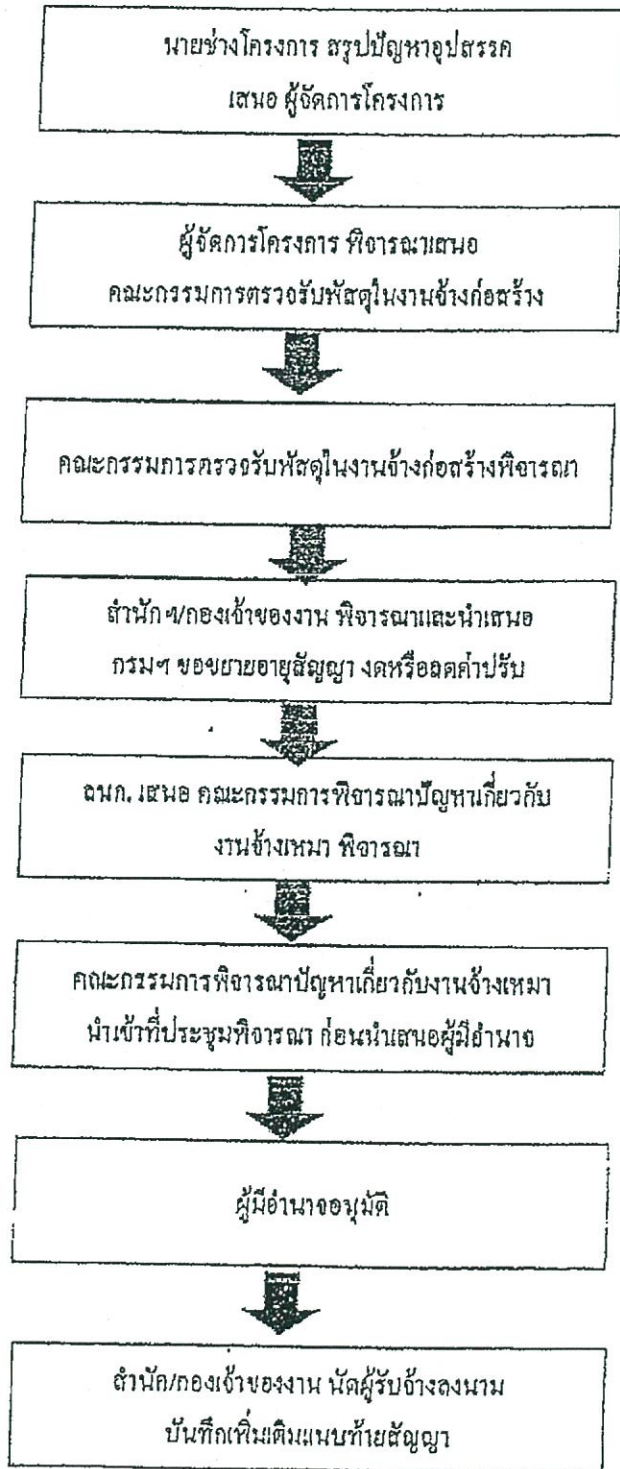 นายช่างโครงการ สรุปปัญหาอุปสรรค
เสนอ ผู้จัดการโครงการ
ผู้จัดการโครงการ พิจารณาเสนอ
คณะกรรมการตรวจรับพัสดุในงานจ้างก่อสร้าง
คณะกรรมการตรวจรับพัสดุในงานจ้างก่อสร้างพิจารณา
สำนักฯ/กองเจ้าของงาน พิจารณาและนำเสนอ
กรมฯ ขอขยายอายุสัญญา งดหรือลดค่าปรับ
เสนอ คณะกรรมการพิจารณาปัญหาเกี่ยวกับ
งานจ้างเหมา พิจารณา
คณะกรรมการพิจารณาปัญหาเกี่ยวกับงานจ้างเหมา
นำเข้าที่ประชุมพิจารณา ก่อนนำเสนอผู้มีอำนาจ
ผู้มีอำนาจอนุมัติ
สำนัก/กองเจ้าของงาน นัดผู้รับจ้างลงนาม
บันทึกเพิ่มเติมแนบท้ายสัญญา